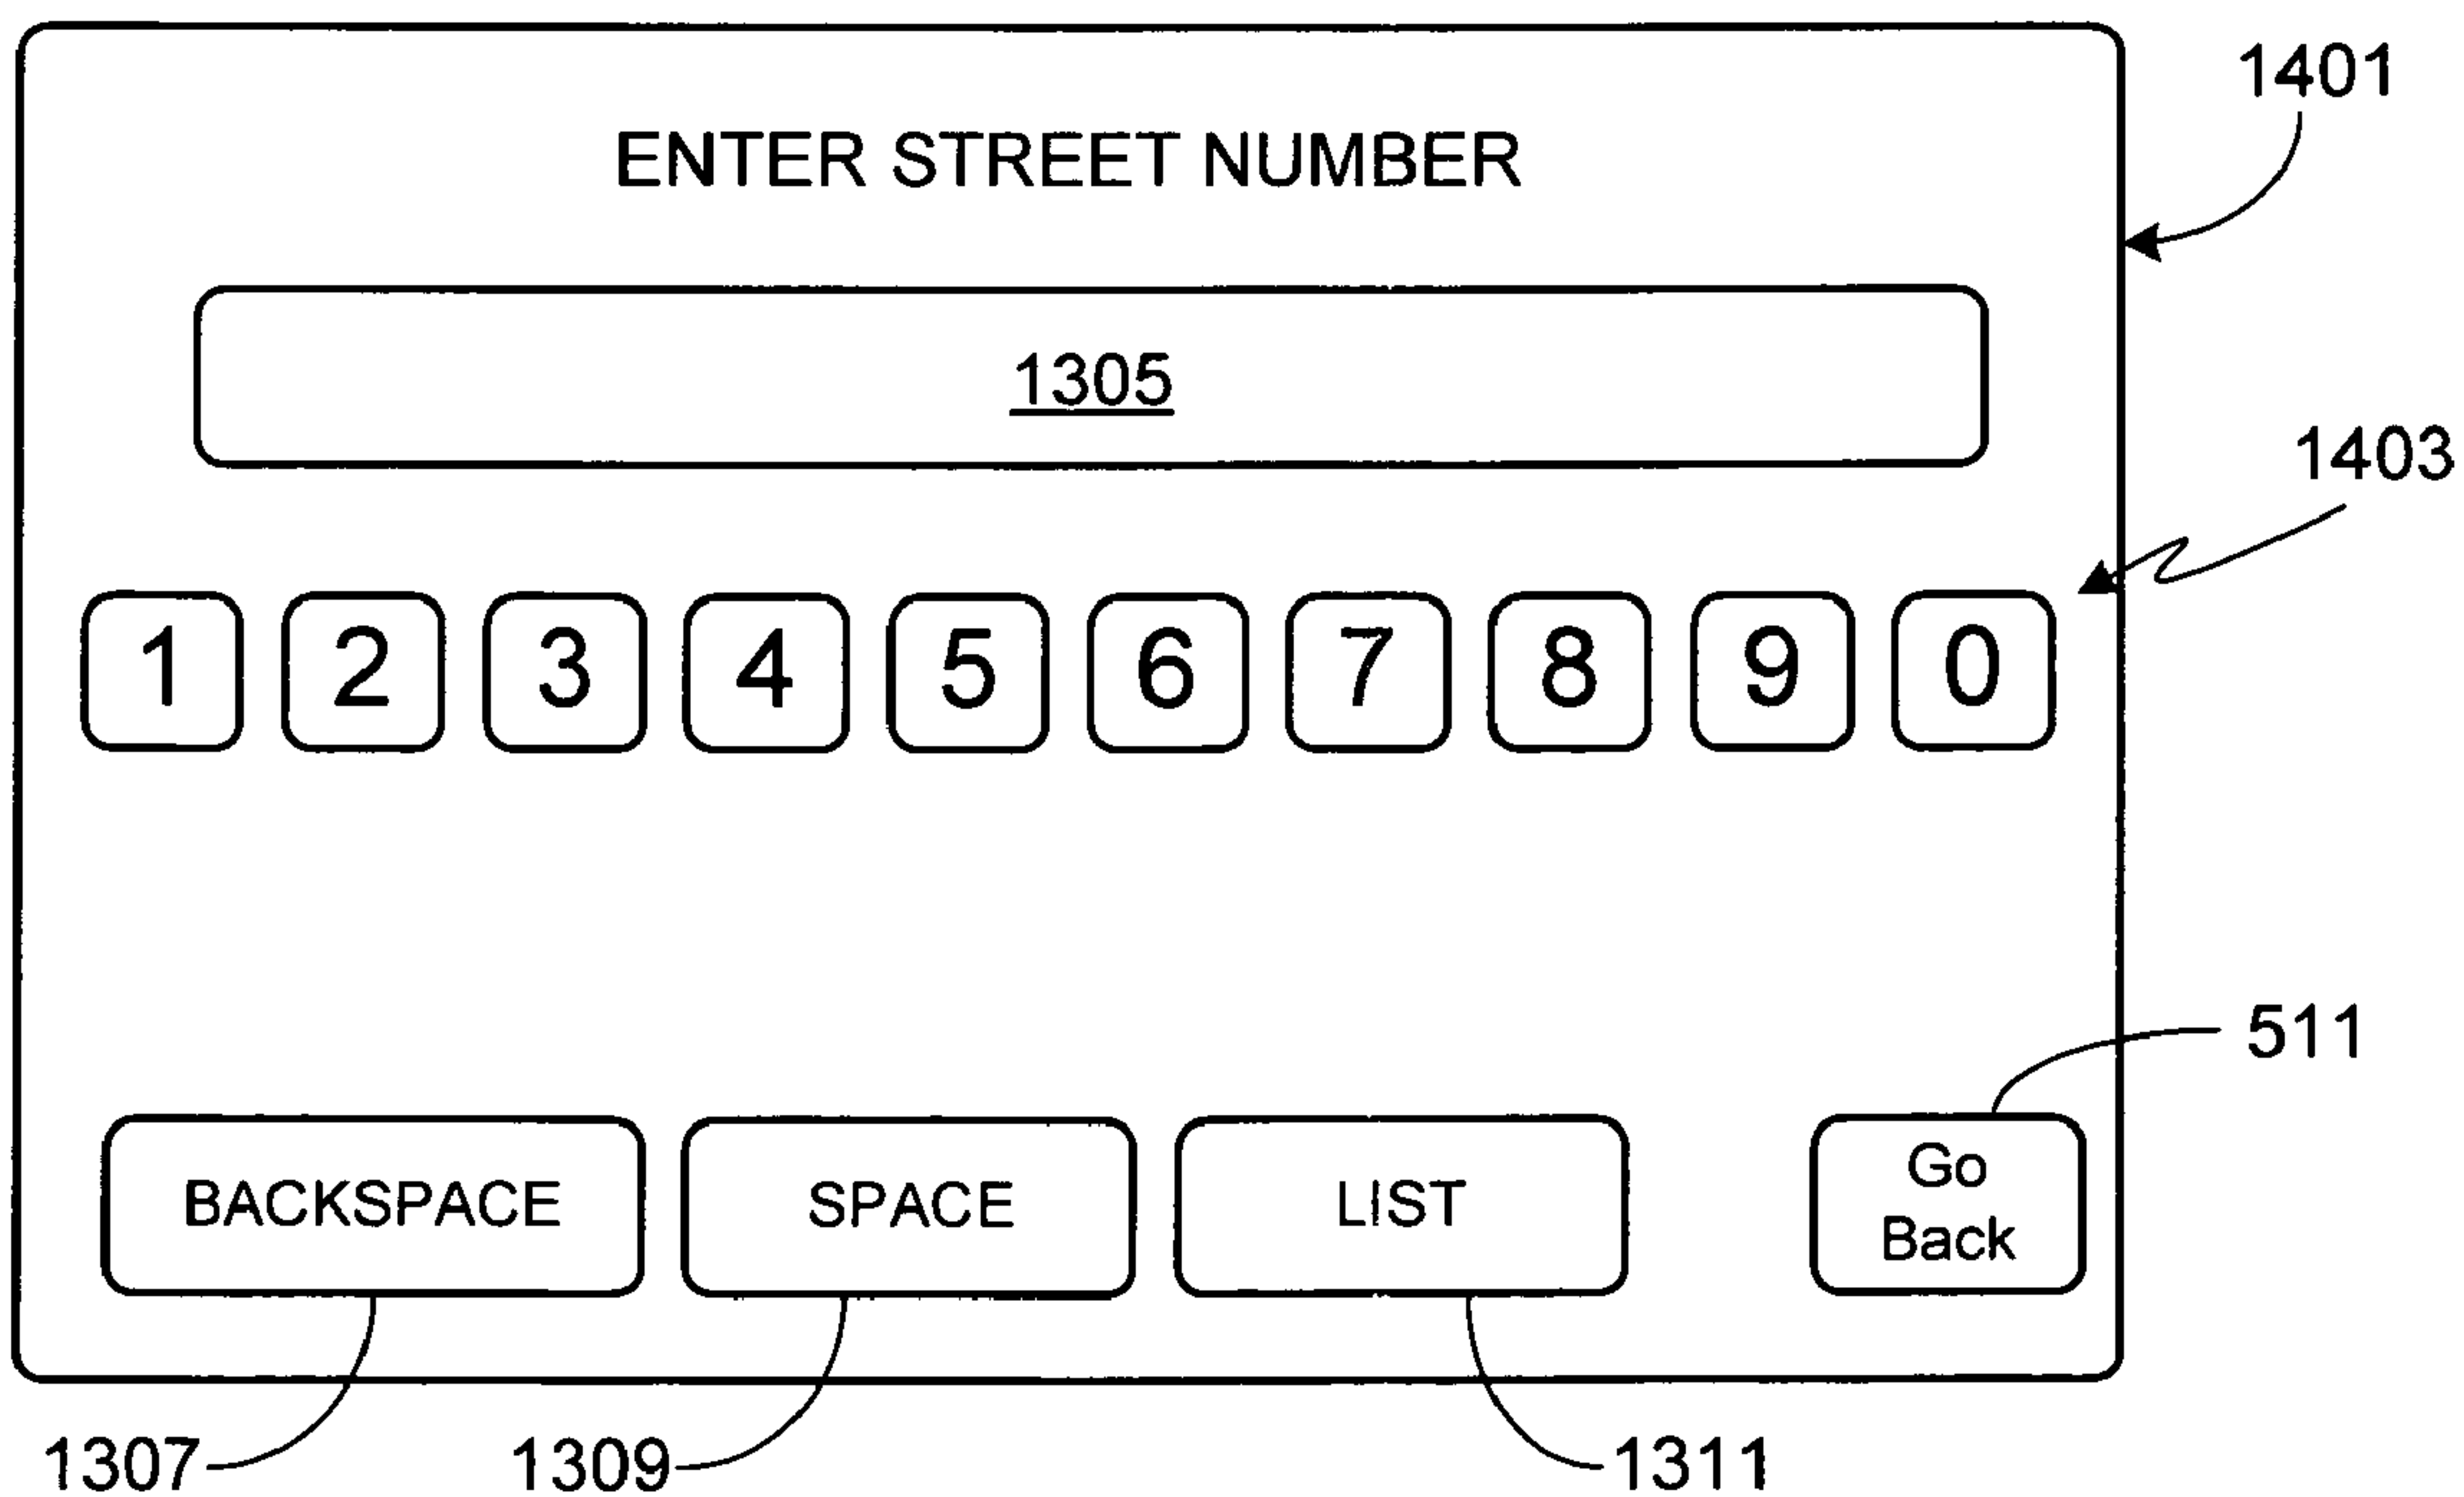 1401
ENTER STREET NUMBER
1305
1403
1 2 3 4 5 6 7 8 9 0
511
BACKSPACE SPACE LIST Go
Back
1307 1309 1311